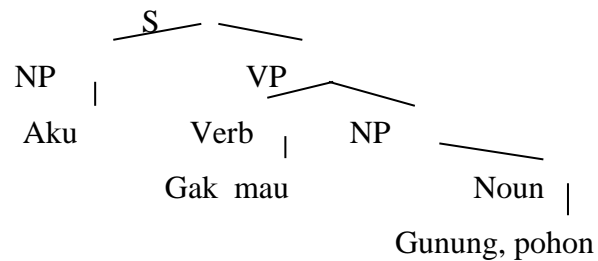 S
NP VP
Aku Verb NP
Gak mau Noun
Gunung, pohon